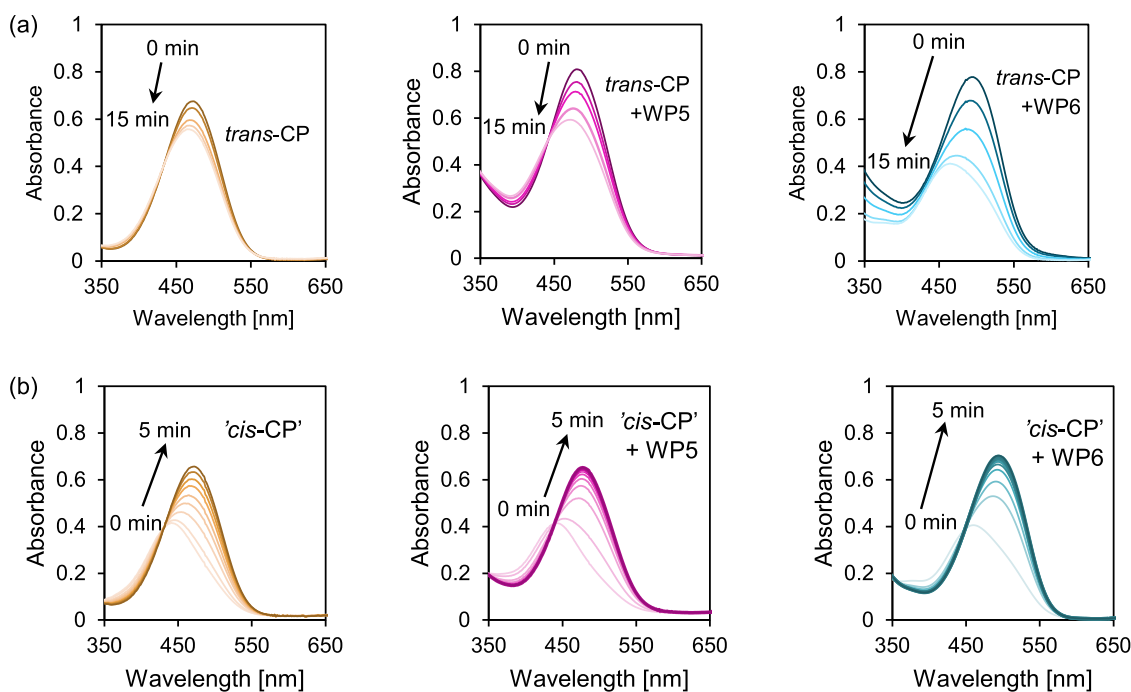 (a)
Absorbance
1
0.8
0.6
0.4
0.2
0
0 min
15 min
trans-CP
350 450 550 650
Wavelength [nm]
Absorbance
1
0.8
0.6
0.4
0.2
0
0 min
15 min
trans-CP
+WP5
350 450 550 650
Wavelength [nm]
Absorbance
1
0.8
0.6
0.4
0.2
0
0 min
15 min
trans-CP
+WP6
350 450 550 650
Wavelength [nm]
(b)
Absorbance
1
0.8
0.6
0.4
0.2
0
5 min
0 min
'cis-CP'
350 450 550 650
Wavelength [nm]
Absorbance
1
0.8
0.6
0.4
0.2
0
5 min
0 min
'cis-CP'
+ WP5
350 450 550 650
Wavelength [nm]
Absorbance
1
0.8
0.6
0.4
0.2
0
5 min
0 min
'cis-CP'
+ WP6
350 450 550 650
Wavelength [nm]